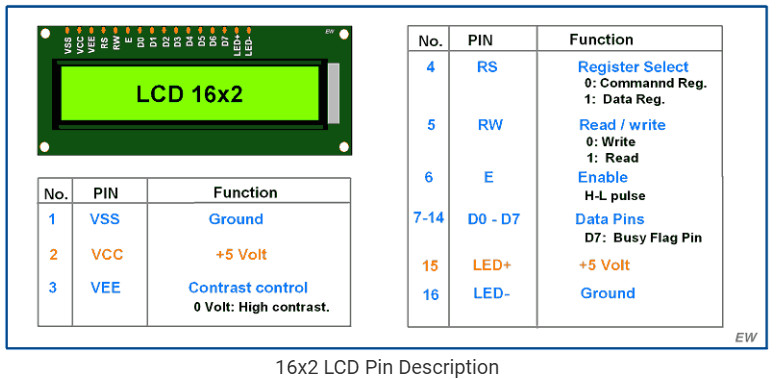 VSS VCC VEE RS RW E D0 D1 D2 D3 D4 D5 D6 D7 LED+ LED-
EW
LCD 16x2
No. PIN Function
1 VSS Ground
2 VCC +5 Volt
3 VEE Contrast control
0 Volt: High contrast.
No. PIN Function
4 RS Register Select
0: Commannd Reg.
1: Data Reg.
5 RW Read / write
0: Write
1: Read
6 E Enable
H-L pulse
7-14 D0 - D7 Data Pins
D7: Busy Flag Pin
15 LED+ +5 Volt
16 LED- Ground
EW
16x2 LCD Pin Description